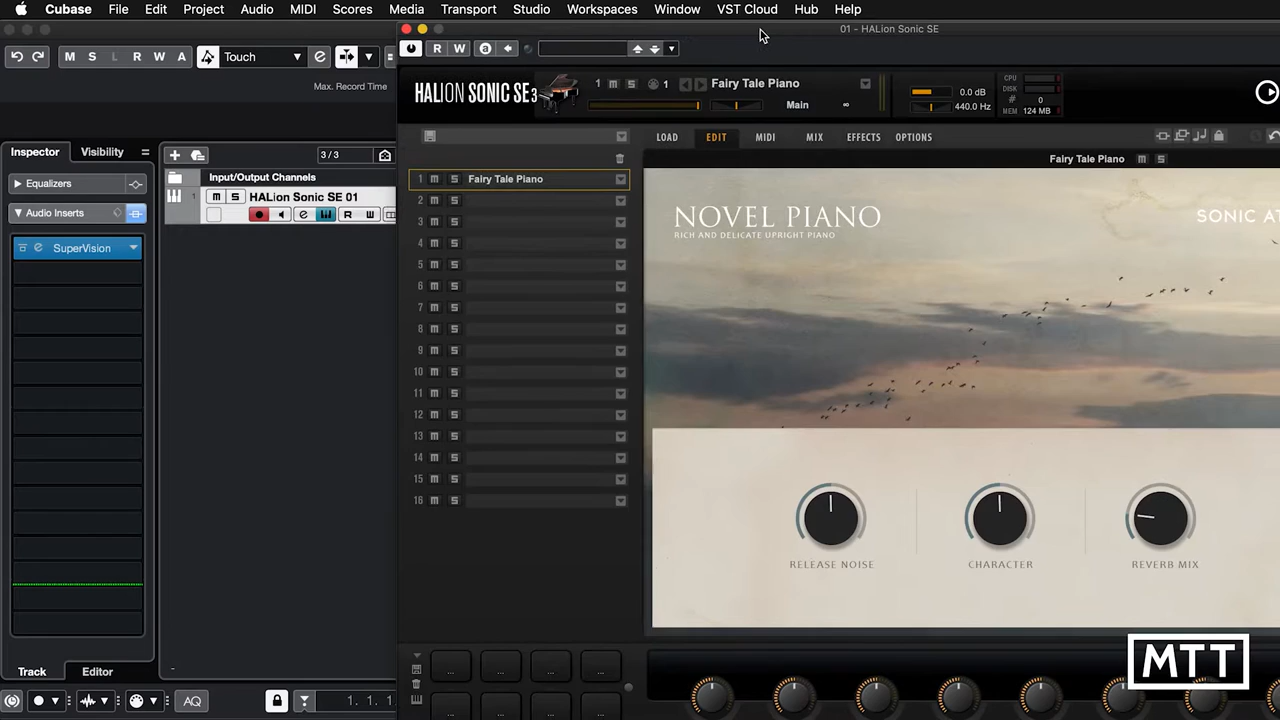 Cubase File Edit Project Audio MIDI Scores Media Transport Studio Workspaces Window VST Cloud Hub Help
01 - HALion Sonic SE
M S L R W A Touch
R W
Max. Record Time
HALION SONIC SE 3
1 1 Fairy Tale Piano
Main ∞
0.0 dB
440.0 Hz
CPU
DISK
# 0
MEM 124 MB
LOAD EDIT MIDI MIX EFFECTS OPTIONS
Inspector Visibility
3/3
Fairy Tale Piano
Equalizers
Input/Output Channels
1 HALion Sonic SE 01
Audio Inserts
SuperVision
1 Fairy Tale Piano
2
3
4
5
6
7
8
9
10
11
12
13
14
15
16
NOVEL PIANO
RICH AND DELICATE UPRIGHT PIANO
SONIC AT
RELEASE NOISE CHARACTER REVERB MIX
MTT
Track Editor
AQ 1. 1. 1.